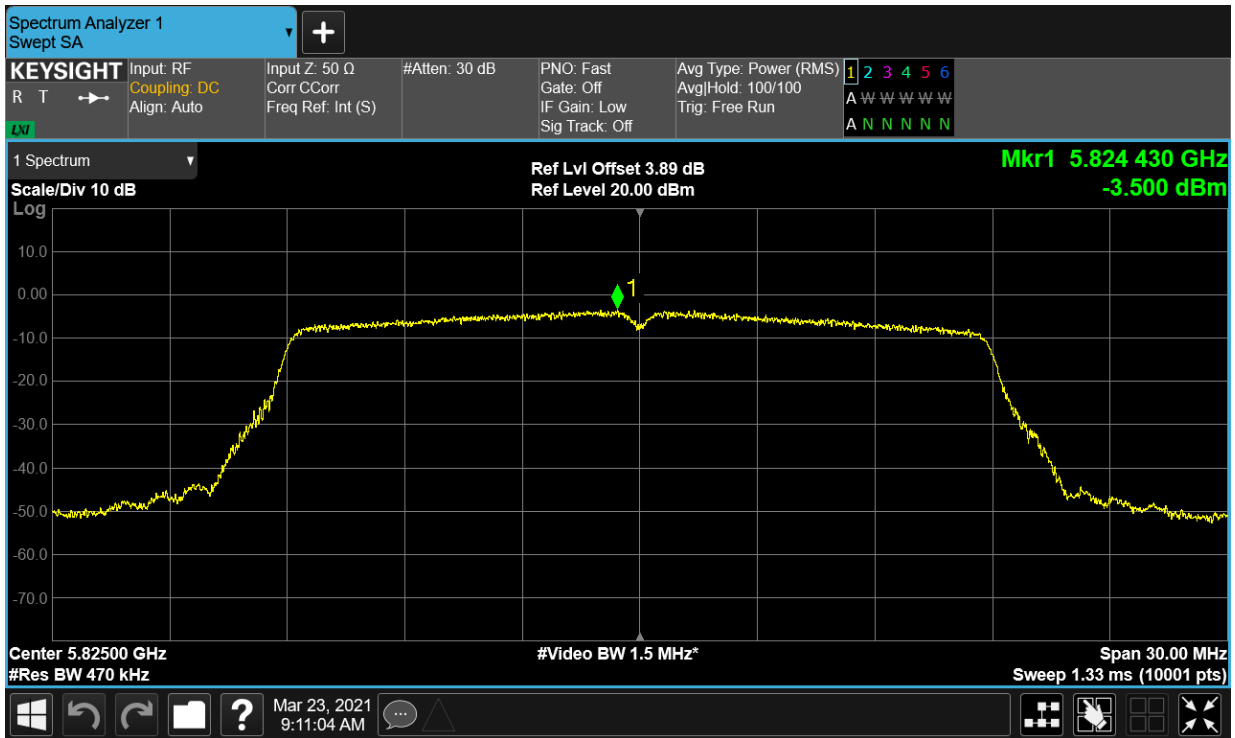 Spectrum Analyzer 1
Swept SA
+
KEYSIGHT
R T
LXI
Input: RF
Coupling: DC
Align: Auto
Input Z: 50 Ω
Corr CCorr
Freq Ref: Int (S)
#Atten: 30 dB
PNO: Fast
Gate: Off
IF Gain: Low
Sig Track: Off
Avg Type: Power (RMS)
Avg|Hold: 100/100
Trig: Free Run
1 2 3 4 5 6
A W W W W W
A N N N N N
1 Spectrum
Scale/Div 10 dB
Log
Ref Lvl Offset 3.89 dB
Ref Level 20.00 dBm
Mkr1 5.824 430 GHz
-3.500 dBm
10.0
0.00
-10.0
-20.0
-30.0
-40.0
-50.0
-60.0
-70.0
1
Center 5.82500 GHz
#Res BW 470 kHz
#Video BW 1.5 MHz*
Span 30.00 MHz
Sweep 1.33 ms (10001 pts)
?
Mar 23, 2021
9:11:04 AM